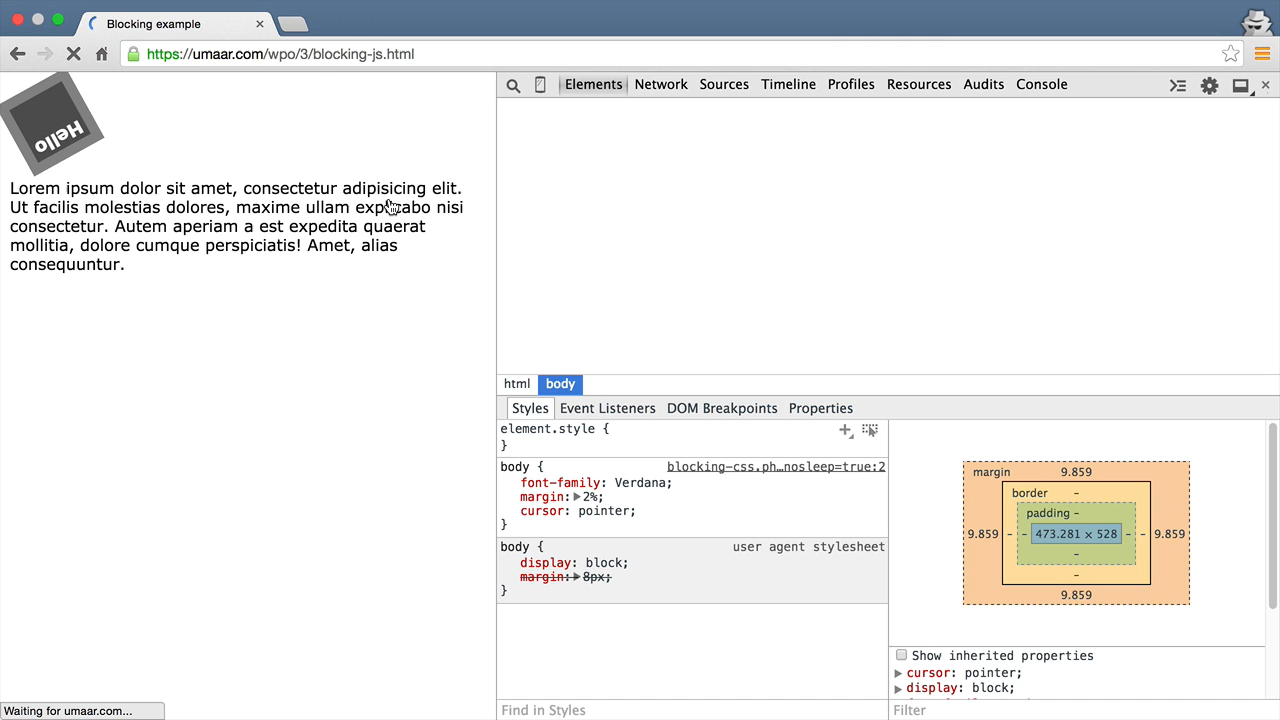 Blocking example
https://umaar.com/wpo/3/blocking-js.html
Elements Network Sources Timeline Profiles Resources Audits Console
Hello
Lorem ipsum dolor sit amet, consectetur adipisicing elit.
Ut facilis molestias dolores, maxime ullam explicabo nisi
consectetur. Autem aperiam a est expedita quaerat
mollitia, dolore cumque perspiciatis! Amet, alias
consequuntur.
html body
Styles Event Listeners DOM Breakpoints Properties
element.style {
}
body { blocking-css.ph…nosleep=true:2
font-family: Verdana;
margin: 2%;
cursor: pointer;
}
body { user agent stylesheet
display: block;
margin: 8px;
}
Find in Styles
margin 9.859
border -
padding -
9.859 - - 473.281 × 528 - - 9.859
-
-
9.859
Show inherited properties
cursor: pointer;
display: block;
Filter
Waiting for umaar.com...